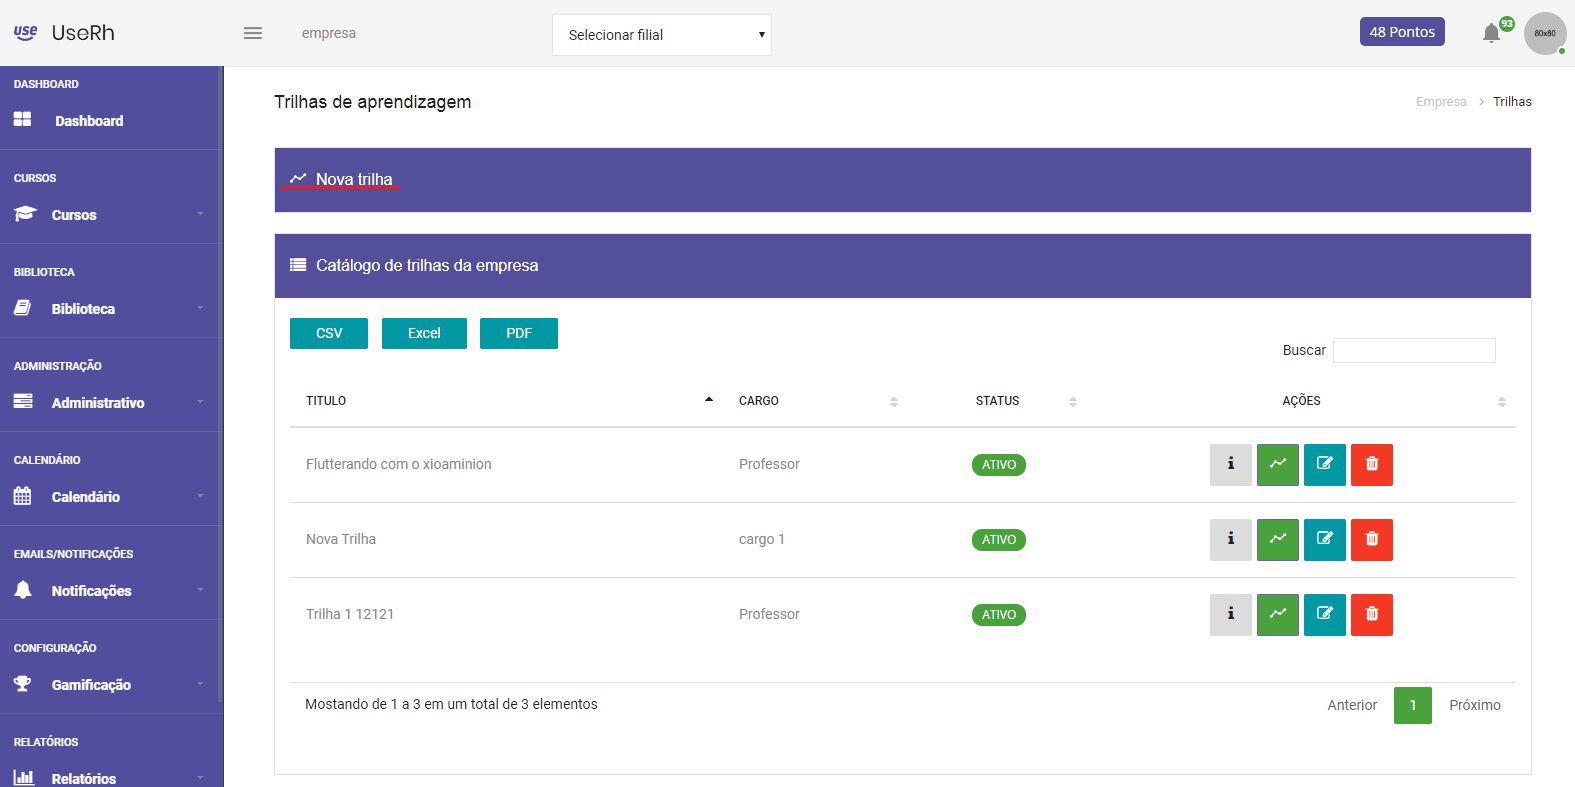 use UseRh
empresa
Selecionar filial
48 Pontos
93
80x80
DASHBOARD
Dashboard
CURSOS
Cursos
BIBLIOTECA
Biblioteca
ADMINISTRAÇÃO
Administrativo
CALENDÁRIO
Calendário
EMAILS/NOTIFICAÇÕES
Notificações
CONFIGURAÇÃO
Gamificação
RELATÓRIOS
Relatórios
Trilhas de aprendizagem
Empresa > Trilhas
Nova trilha
Catálogo de trilhas da empresa
CSV Excel PDF
Buscar
TITULO CARGO STATUS AÇÕES
Flutterando com o xioaminion Professor ATIVO
Nova Trilha cargo 1 ATIVO
Trilha 1 12121 Professor ATIVO
Mostando de 1 a 3 em um total de 3 elementos
Anterior 1 Próximo